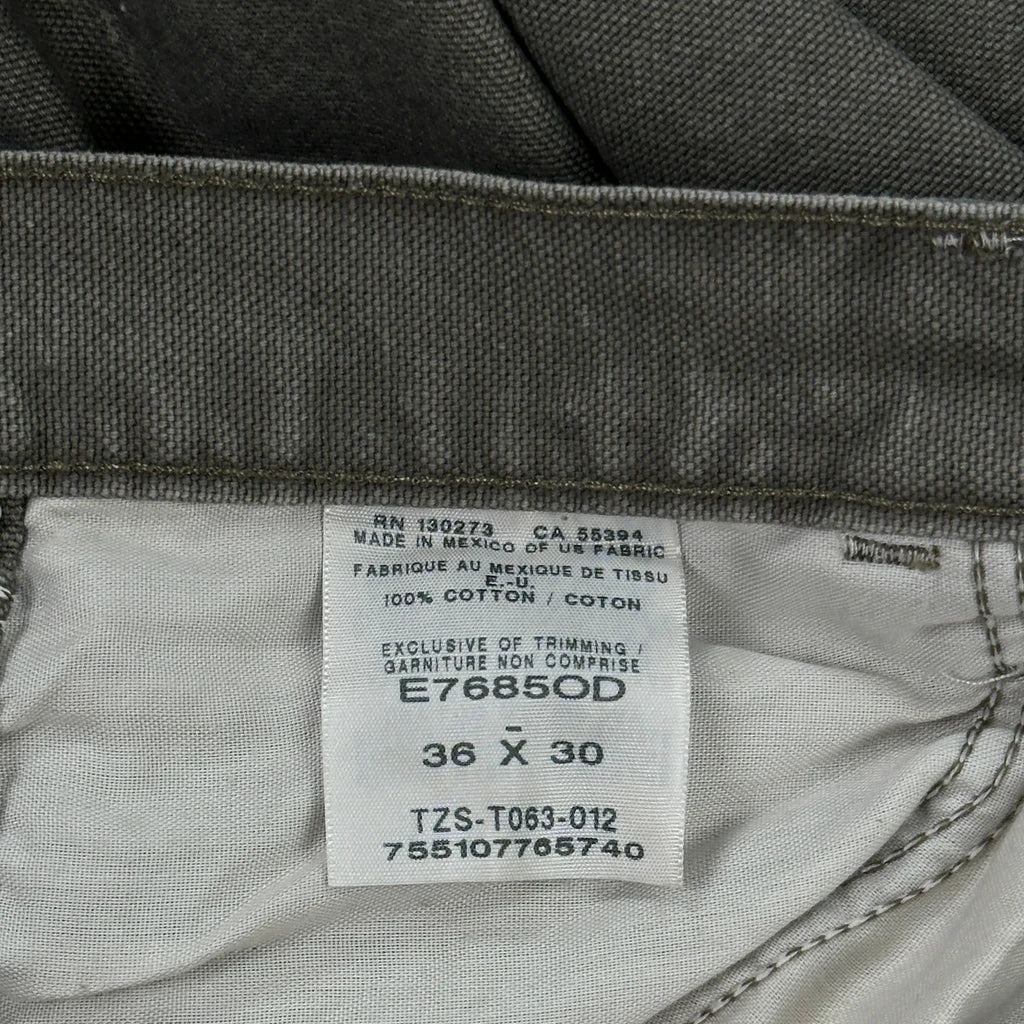 RN 130273 CA 55394
MADE IN MEXICO OF US FABRIC
FABRIQUE AU MEXIQUE DE TISSU
E.-U.
100% COTTON / COTON
EXCLUSIVE OF TRIMMING /
GARNITURE NON COMPRISE
E7685OD
-
36 X 30
TZS-T063-012
755107765740